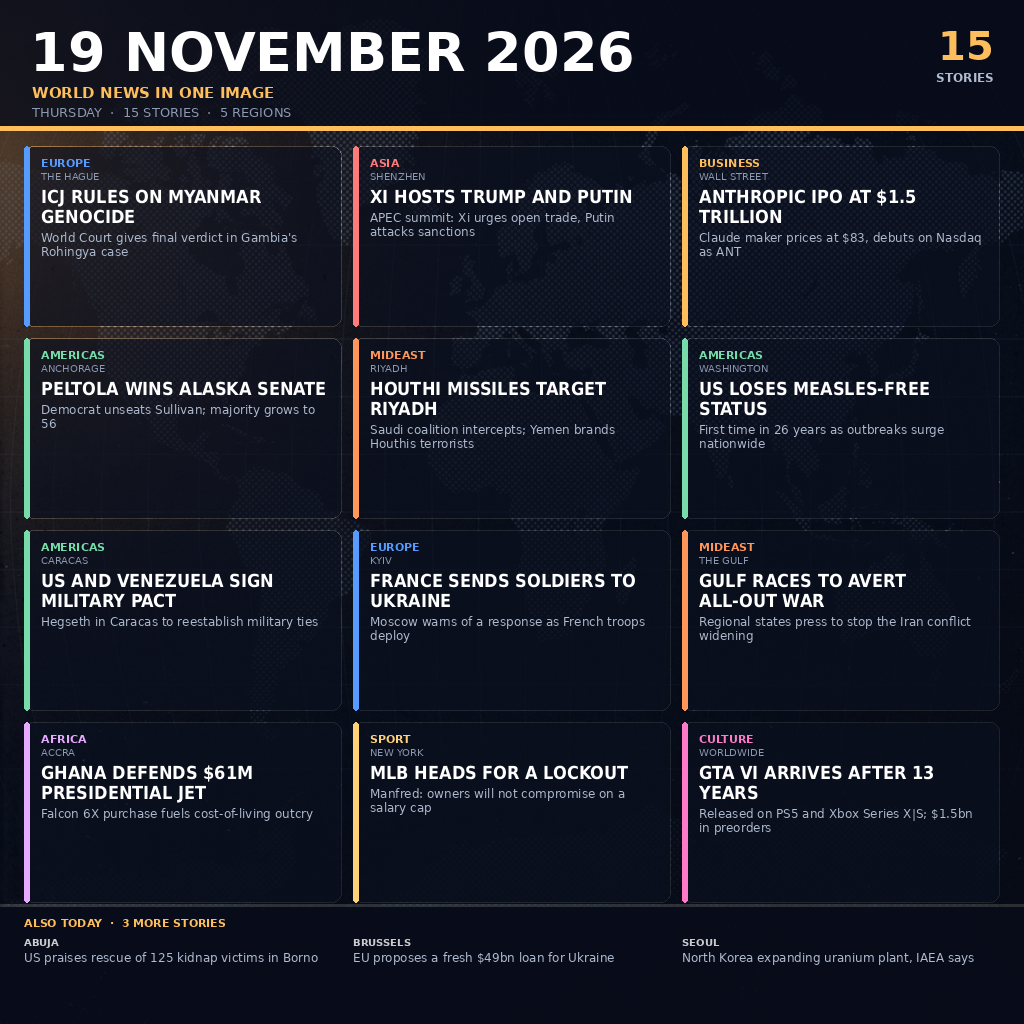 19 NOVEMBER 2026
WORLD NEWS IN ONE IMAGE
THURSDAY · 15 STORIES · 5 REGIONS
15
STORIES
EUROPE
THE HAGUE
ICJ RULES ON MYANMAR
GENOCIDE
World Court gives final verdict in Gambia's
Rohingya case
ASIA
SHENZHEN
XI HOSTS TRUMP AND PUTIN
APEC summit: Xi urges open trade, Putin
attacks sanctions
BUSINESS
WALL STREET
ANTHROPIC IPO AT $1.5
TRILLION
Claude maker prices at $83, debuts on Nasdaq
as ANT
AMERICAS
ANCHORAGE
PELTOLA WINS ALASKA SENATE
Democrat unseats Sullivan; majority grows to
56
MIDEAST
RIYADH
HOUTHI MISSILES TARGET
RIYADH
Saudi coalition intercepts; Yemen brands
Houthis terrorists
AMERICAS
WASHINGTON
US LOSES MEASLES-FREE
STATUS
First time in 26 years as outbreaks surge
nationwide
AMERICAS
CARACAS
US AND VENEZUELA SIGN
MILITARY PACT
Hegseth in Caracas to reestablish military ties
EUROPE
KYIV
FRANCE SENDS SOLDIERS TO
UKRAINE
Moscow warns of a response as French troops
deploy
MIDEAST
THE GULF
GULF RACES TO AVERT
ALL-OUT WAR
Regional states press to stop the Iran conflict
widening
AFRICA
ACCRA
GHANA DEFENDS $61M
PRESIDENTIAL JET
Falcon 6X purchase fuels cost-of-living outcry
SPORT
NEW YORK
MLB HEADS FOR A LOCKOUT
Manfred: owners will not compromise on a
salary cap
CULTURE
WORLDWIDE
GTA VI ARRIVES AFTER 13
YEARS
Released on PS5 and Xbox Series X|S; $1.5bn
in preorders
ALSO TODAY · 3 MORE STORIES
ABUJA
US praises rescue of 125 kidnap victims in Borno
BRUSSELS
EU proposes a fresh $49bn loan for Ukraine
SEOUL
North Korea expanding uranium plant, IAEA says